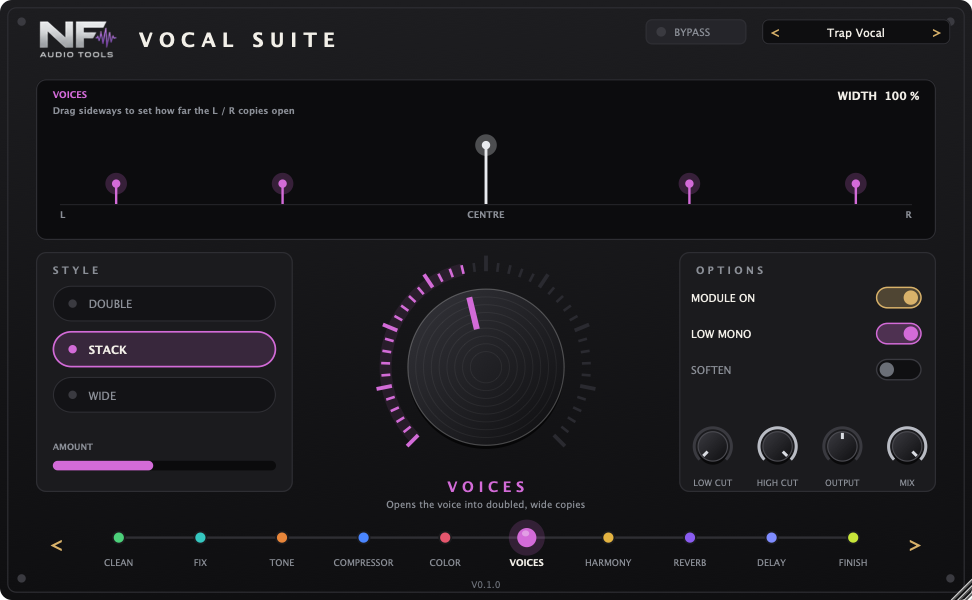 NF
AUDIO TOOLS
VOCAL SUITE
BYPASS
< Trap Vocal >
VOICES
WIDTH 100 %
Drag sideways to set how far the L / R copies open
L
CENTRE
R
STYLE
DOUBLE
STACK
WIDE
AMOUNT
VOICES
Opens the voice into doubled, wide copies
OPTIONS
MODULE ON
LOW MONO
SOFTEN
LOW CUT
HIGH CUT
OUTPUT
MIX
<
>
CLEAN
FIX
TONE
COMPRESSOR
COLOR
VOICES
HARMONY
REVERB
DELAY
FINISH
V0.1.0